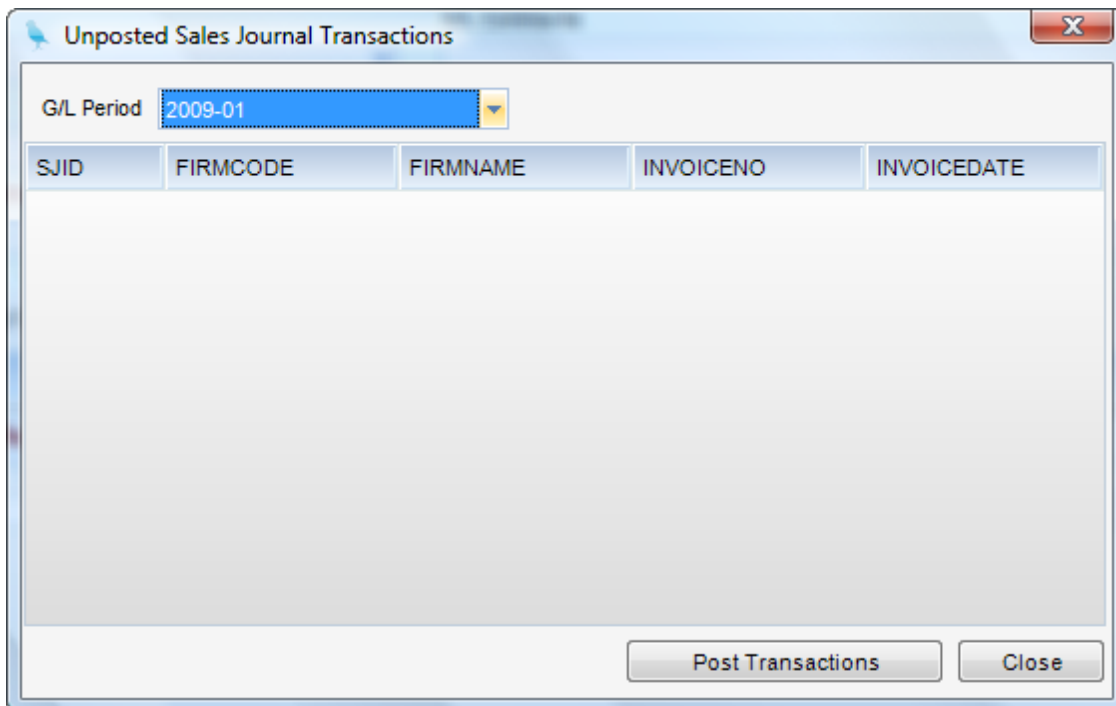 Unposted Sales Journal Transactions
G/L Period 2009-01
SJID FIRMCODE FIRMNAME INVOICENO INVOICEDATE
Post Transactions Close